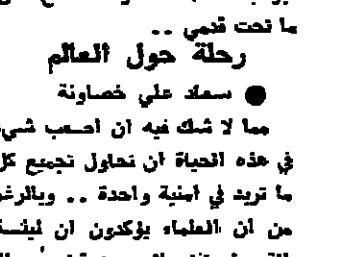 ما تحت قدمي ..
رحلة حول العالم
● سعاد علي خصاونة
مما لا شك فيه ان اصعب شيء
في هذه الحياة ان تحاول تجميع كل
ما تريد في امنية واحدة .. وبالرغم
من ان العلماء يؤكدون ان